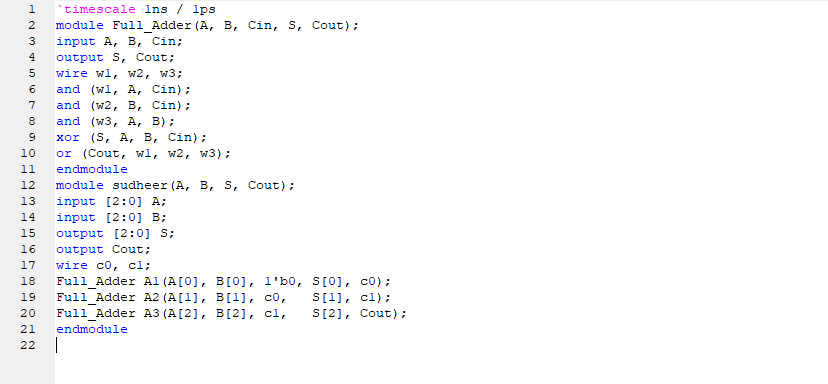 1 `timescale 1ns / 1ps
2 module Full_Adder(A, B, Cin, S, Cout);
3 input A, B, Cin;
4 output S, Cout;
5 wire w1, w2, w3;
6 and (w1, A, Cin);
7 and (w2, B, Cin);
8 and (w3, A, B);
9 xor (S, A, B, Cin);
10 or (Cout, w1, w2, w3);
11 endmodule
12 module sudheer(A, B, S, Cout);
13 input [2:0] A;
14 input [2:0] B;
15 output [2:0] S;
16 output Cout;
17 wire c0, c1;
18 Full_Adder A1(A[0], B[0], 1'b0, S[0], c0);
19 Full_Adder A2(A[1], B[1], c0,   S[1], c1);
20 Full_Adder A3(A[2], B[2], c1,   S[2], Cout);
21 endmodule
22